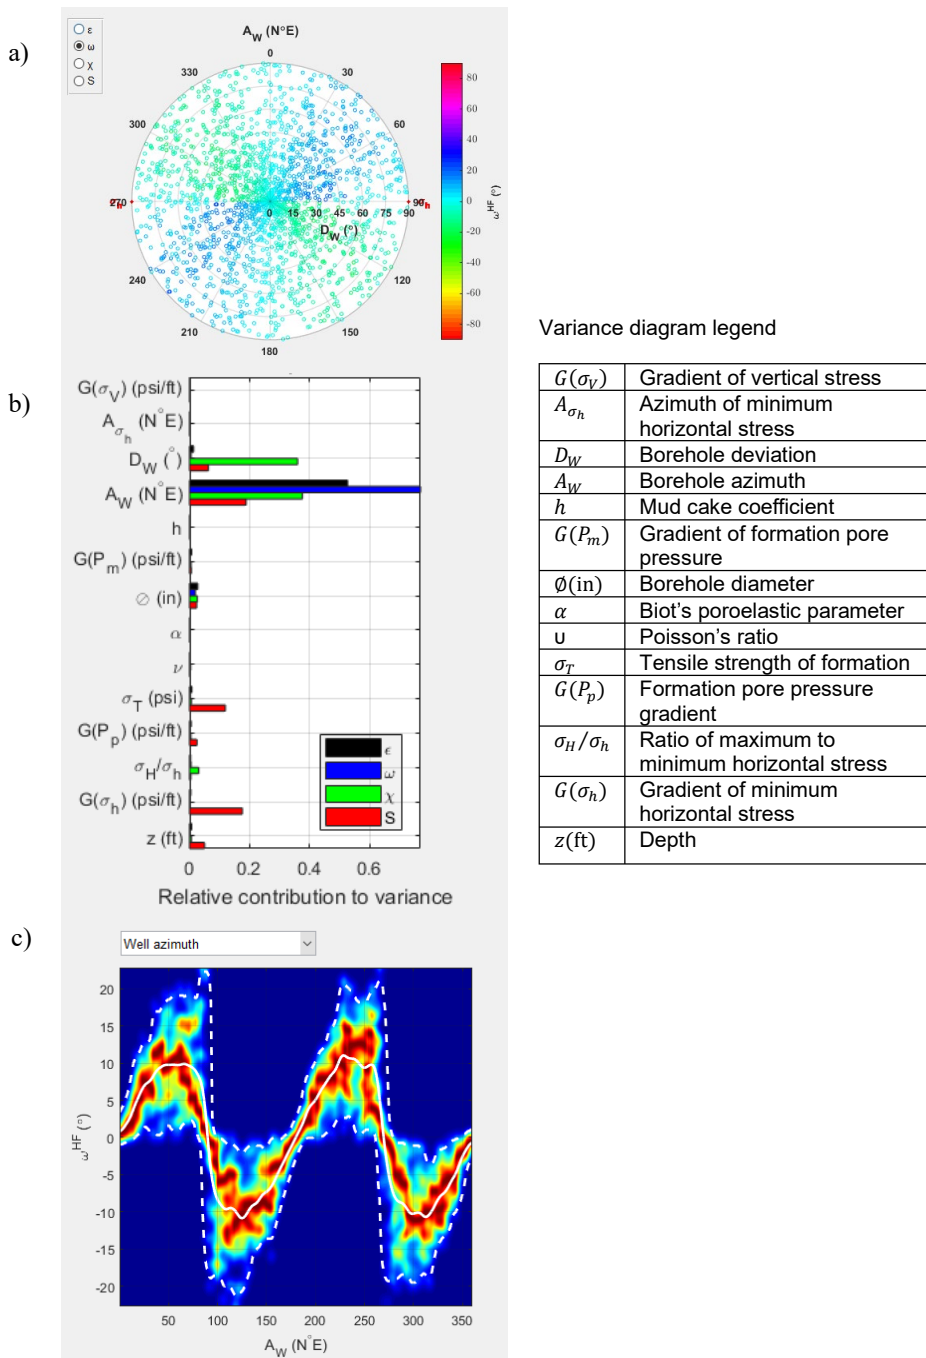 a)
ε
ω
χ
S
A_W (N°E)
0
330
30
300
60
270
90
σ_h
0 15 30 45 60 75 90
D_W (°)
240
120
210
150
180
80
60
40
20
0
-20
-40
-60
-80
ω^HF (°)
b)
G(σ_V) (psi/ft)
A_σ_h (N°E)
D_W (°)
A_W (N°E)
h
G(P_m) (psi/ft)
∅ (in)
α
ν
σ_T (psi)
G(P_p) (psi/ft)
σ_H/σ_h
G(σ_h) (psi/ft)
z (ft)
ϵ
ω
χ
S
0 0.2 0.4 0.6
Relative contribution to variance
Variance diagram legend
G(σ_V) Gradient of vertical stress
A_σ_h Azimuth of minimum
horizontal stress
D_W Borehole deviation
A_W Borehole azimuth
h Mud cake coefficient
G(P_m) Gradient of formation pore
pressure
∅(in) Borehole diameter
α Biot's poroelastic parameter
υ Poisson's ratio
σ_T Tensile strength of formation
G(P_p) Formation pore pressure
gradient
σ_H/σ_h Ratio of maximum to
minimum horizontal stress
G(σ_h) Gradient of minimum
horizontal stress
z(ft) Depth
c)
Well azimuth
20
15
10
5
0
-5
-10
-15
-20
ω^HF (°)
50 100 150 200 250 300 350
A_W (N°E)